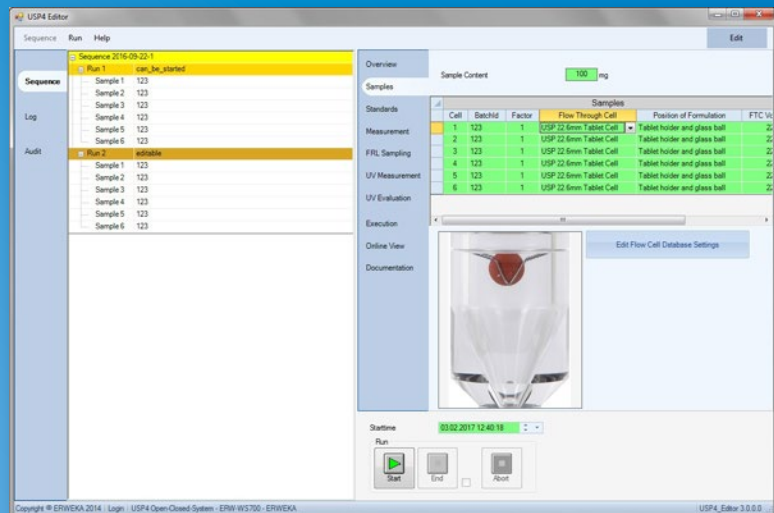 USP4 Editor
Sequence Run Help
Edit
Sequence
Log
Audit
Sequence 2016-09-22-1
Run 1 can_be_started
Sample 1 123
Sample 2 123
Sample 3 123
Sample 4 123
Sample 5 123
Sample 6 123
Run 2 editable
Sample 1 123
Sample 2 123
Sample 3 123
Sample 4 123
Sample 5 123
Sample 6 123
Overview
Samples
Standards
Measurement
FRL Sampling
UV Measurement
UV Evaluation
Execution
Online View
Documentation
Sample Content 100 mg
Samples
Cell BatchId Factor Flow Through Cell Position of Formulation FTC
1 123 1 USP 22.6mm Tablet Cell Tablet holder and glass ball
2 123 1 USP 22.6mm Tablet Cell Tablet holder and glass ball
3 123 1 USP 22.6mm Tablet Cell Tablet holder and glass ball
4 123 1 USP 22.6mm Tablet Cell Tablet holder and glass ball
5 123 1 USP 22.6mm Tablet Cell Tablet holder and glass ball
6 123 1 USP 22.6mm Tablet Cell Tablet holder and glass ball
Edit Flow Cell Database Settings
Starttime 03.02.2017 12:40:18
Run
Start End Abort
Copyright © ERWEKA 2014 Login USP4 Open-Closed-System - ERW-WS700 - ERWEKA USP4_Editor 3.0.0.0